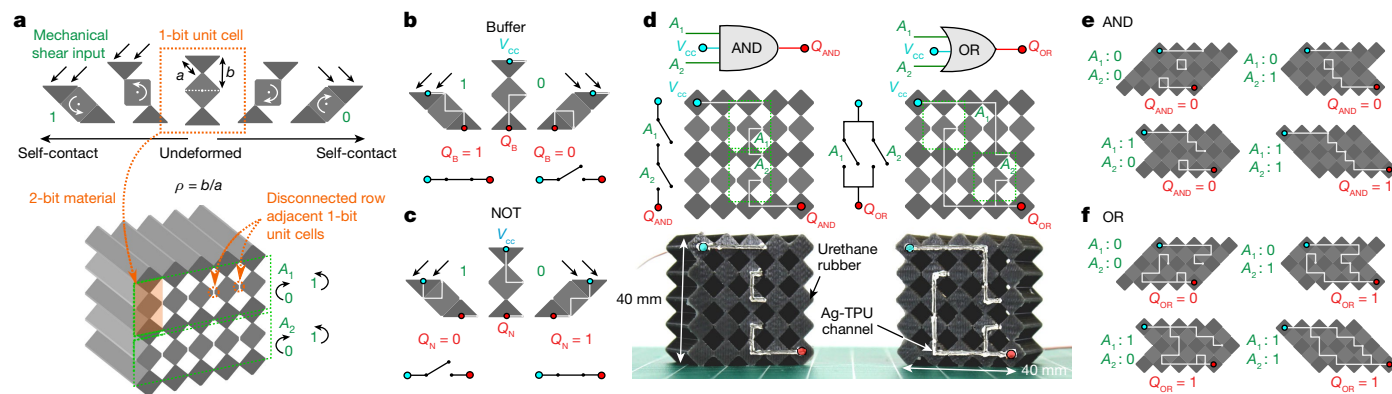 a
Mechanical
shear input
1-bit unit cell
a
b
1
0
Self-contact
Undeformed
Self-contact
ρ = b/a
2-bit material
Disconnected row
adjacent 1-bit
unit cells
A1
0
1
A2
0
1
b
Buffer
Vcc
1
0
QB = 1
QB
QB = 0
c
NOT
Vcc
1
0
QN = 0
QN
QN = 1
d
A1
Vcc
A2
AND
QAND
A1
Vcc
A2
OR
QOR
Vcc
A1
A2
QAND
A1
A2
QAND
A1
A2
QOR
A1
A2
QOR
40 mm
Urethane
rubber
Ag-TPU
channel
40 mm
e
AND
A1: 0
A2: 0
QAND = 0
A1: 0
A2: 1
QAND = 0
A1: 1
A2: 0
QAND = 0
A1: 1
A2: 1
QAND = 1
f
OR
A1: 0
A2: 0
QOR = 0
A1: 0
A2: 1
QOR = 1
A1: 1
A2: 0
QOR = 1
A1: 1
A2: 1
QOR = 1